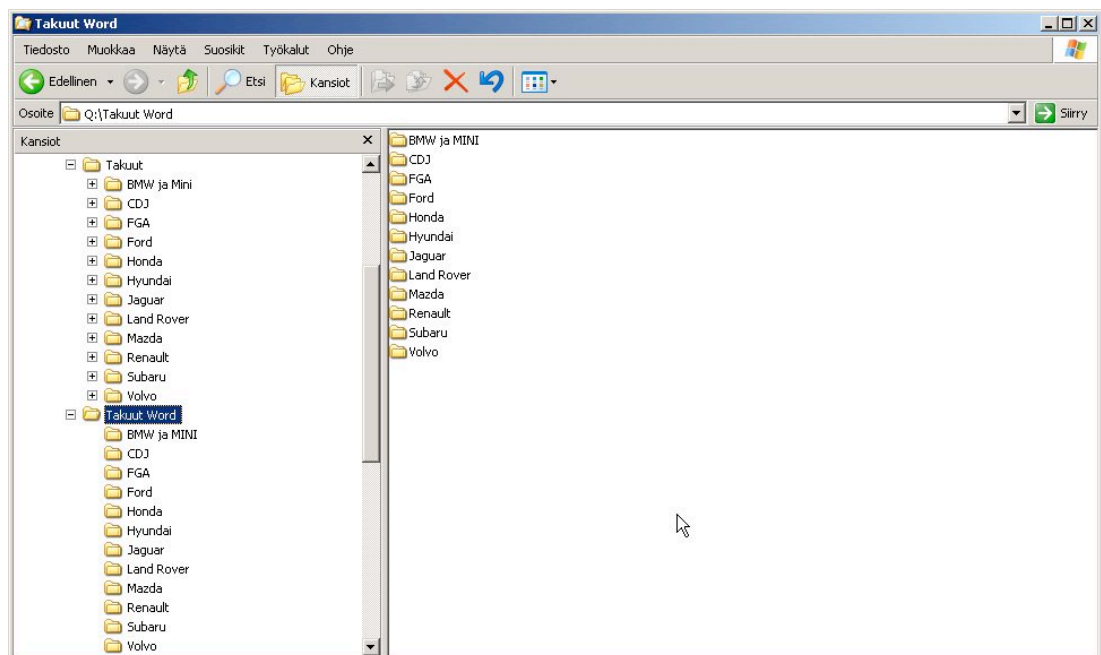 Takuut Word
Tiedosto Muokkaa Näytä Suosikit Työkalut Ohje
Edellinen Etsi Kansiot
Osoite Q:\Takuut Word Siirry
Kansiot
Takuut
BMW ja Mini
CDJ
FGA
Ford
Honda
Hyundai
Jaguar
Land Rover
Mazda
Renault
Subaru
Volvo
Takuut Word
BMW ja MINI
CDJ
FGA
Ford
Honda
Hyundai
Jaguar
Land Rover
Mazda
Renault
Subaru
Volvo
BMW ja MINI
CDJ
FGA
Ford
Honda
Hyundai
Jaguar
Land Rover
Mazda
Renault
Subaru
Volvo